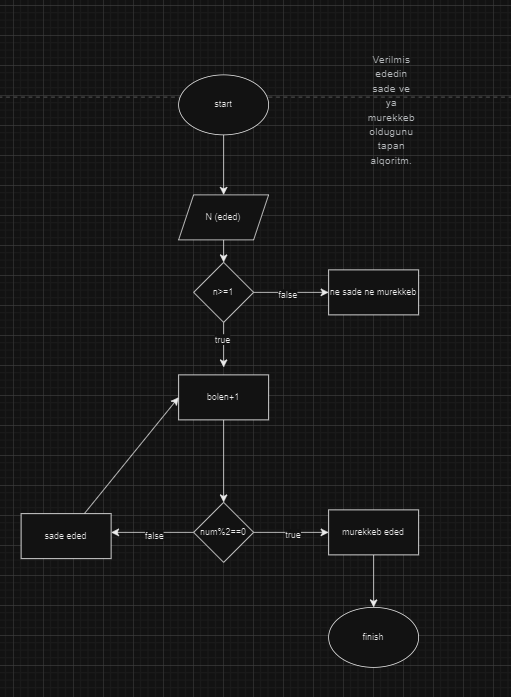 Verilmis
ededin
sade ve
ya
murekkeb
oldugunu
tapan
alqoritm.
start
N (eded)
n>=1
false
ne sade ne murekkeb
true
bolen+1
sade eded
false
num%2==0
true
murekkeb eded
finish